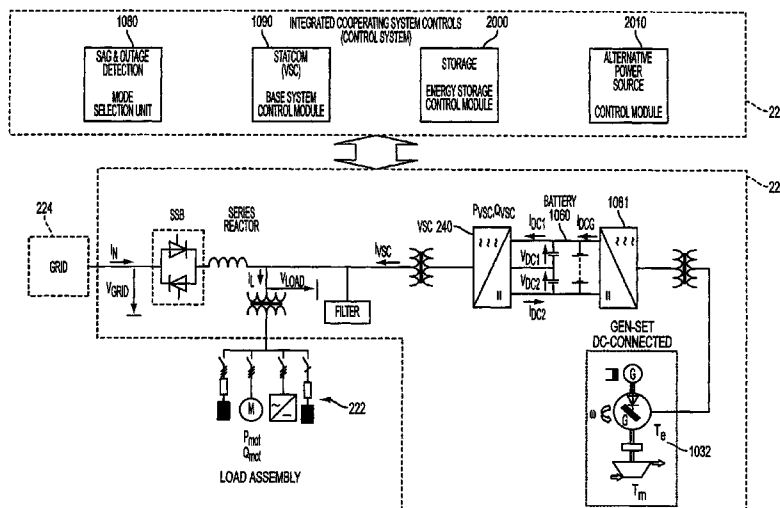 1080
1090
2000
2010
INTEGRATED COOPERATING SYSTEM CONTROLS
(CONTROL SYSTEM)
SAG & OUTAGE
DETECTION
MODE
SELECTION UNIT
STATCOM
(VSC)
BASE SYSTEM
CONTROL MODULE
STORAGE
ENERGY STORAGE
CONTROL MODULE
ALTERNATIVE
POWER
SOURCE
CONTROL MODULE
22
22
224
GRID
IN
VGRID
SSB
SERIES
REACTOR
IL
VLOAD
FILTER
IVSC
VSC 240
PVSC,QVSC
IDC1
BATTERY
1060
IDCG
1061
VDC1
VDC2
IDC2
GEN-SET
DC-CONNECTED
G
G
ω
Te
1032
Tm
M
222
Pmot
Qmot
LOAD ASSEMBLY